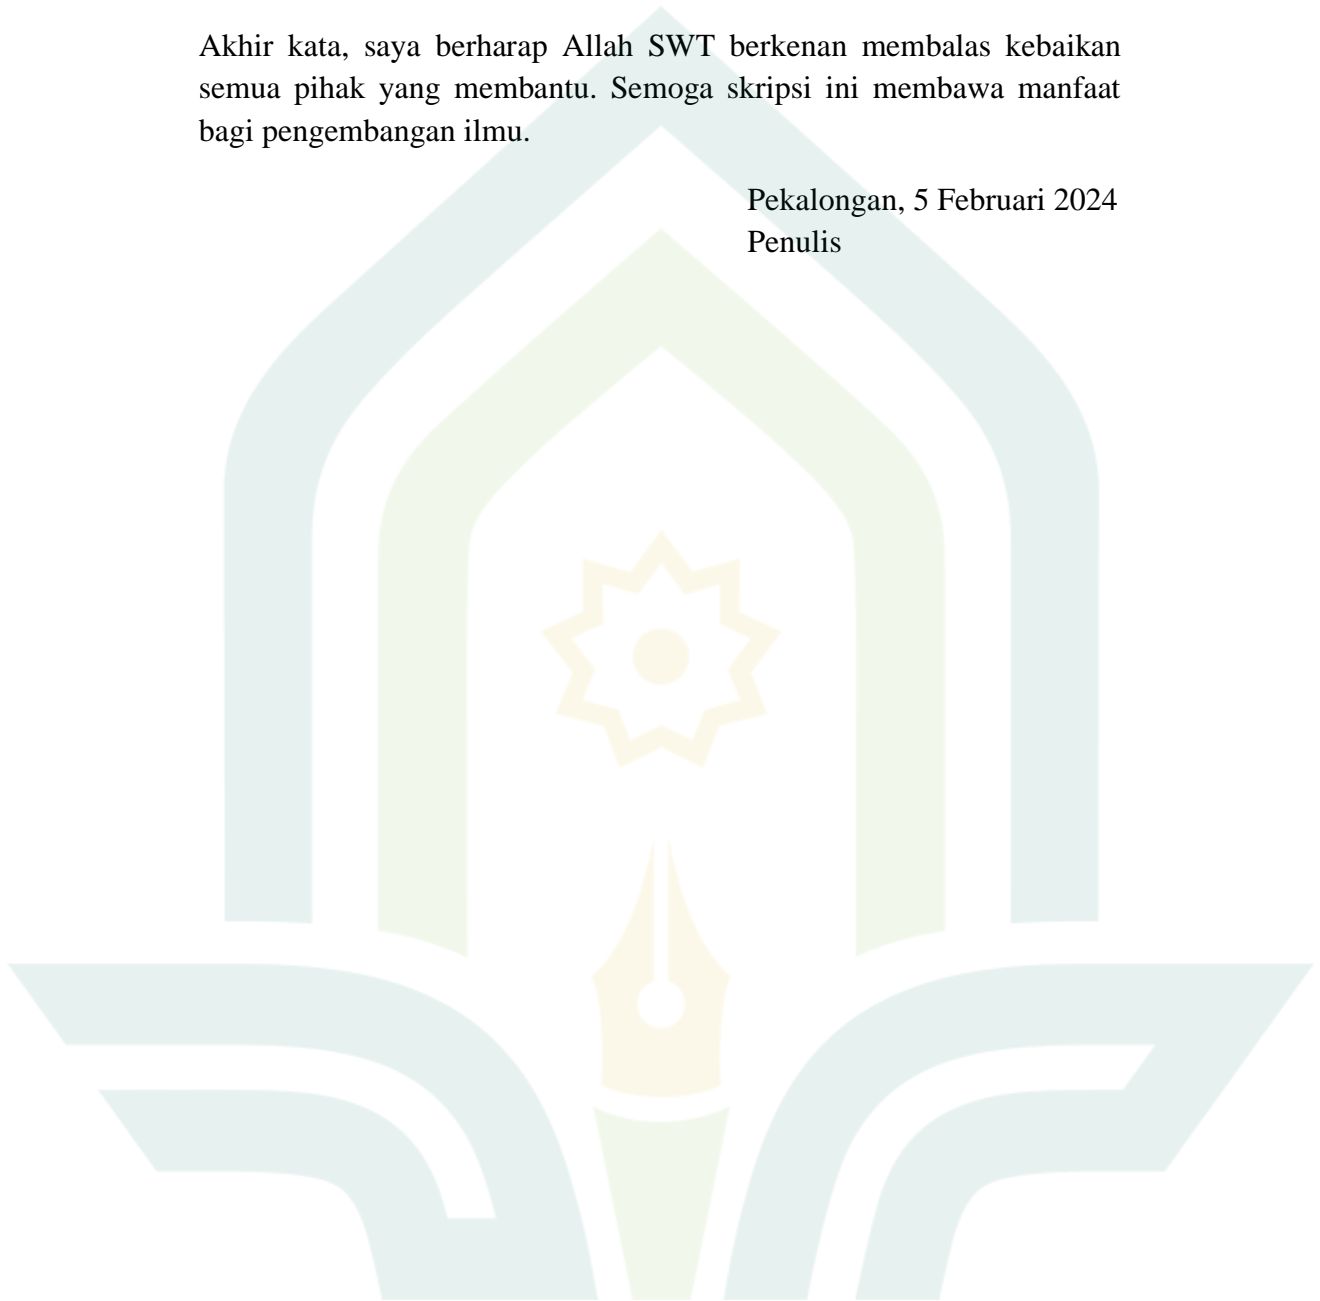 Akhir kata, saya berharap Allah SWT berkenan membalas kebaikan
semua pihak yang membantu. Semoga skripsi ini membawa manfaat
bagi pengembangan ilmu.
Pekalongan, 5 Februari 2024
Penulis